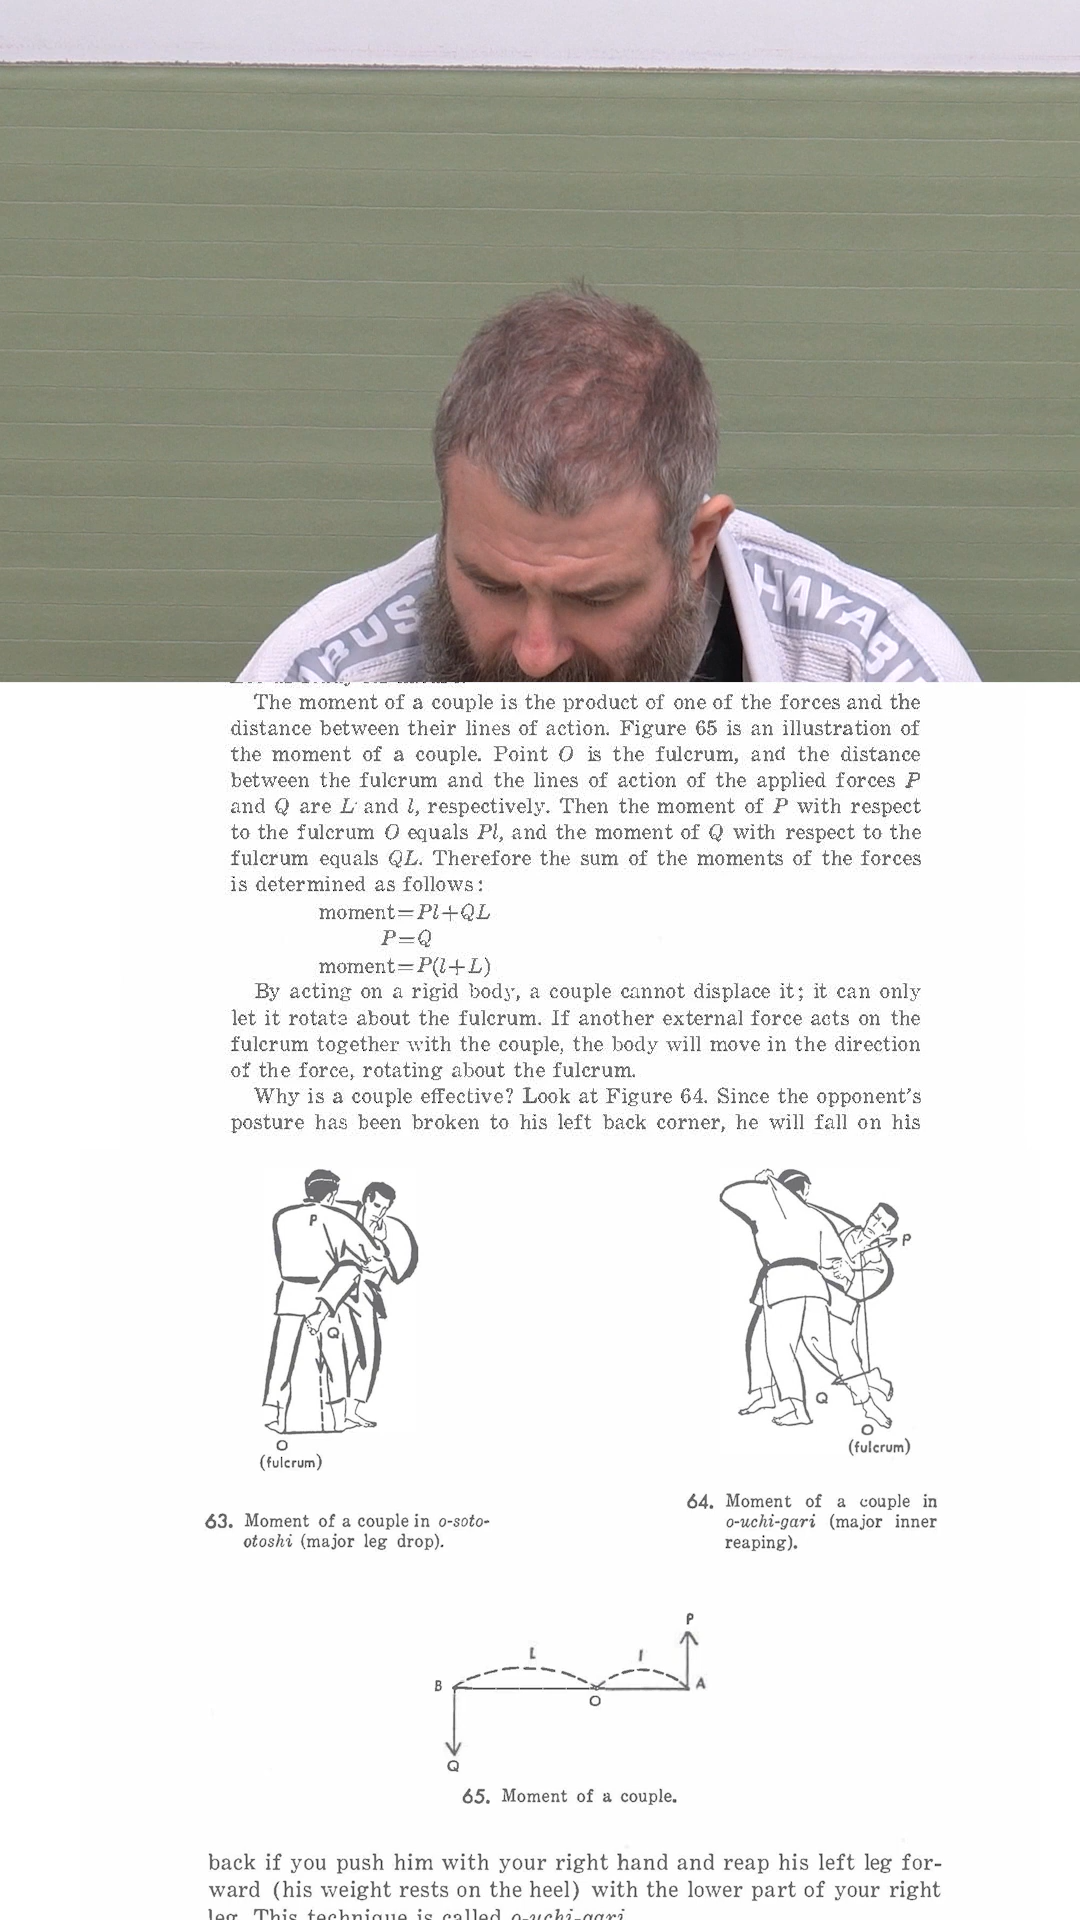 ABUS
HAYABU
The moment of a couple is the product of one of the forces and the
distance between their lines of action. Figure 65 is an illustration of
the moment of a couple. Point O is the fulcrum, and the distance
between the fulcrum and the lines of action of the applied forces P
and Q are L and l, respectively. Then the moment of P with respect
to the fulcrum O equals Pl, and the moment of Q with respect to the
fulcrum equals QL. Therefore the sum of the moments of the forces
is determined as follows:
moment=Pl+QL
P=Q
moment=P(l+L)
By acting on a rigid body, a couple cannot displace it; it can only
let it rotate about the fulcrum. If another external force acts on the
fulcrum together with the couple, the body will move in the direction
of the force, rotating about the fulcrum.
Why is a couple effective? Look at Figure 64. Since the opponent's
posture has been broken to his left back corner, he will fall on his
P
Q
O
(fulcrum)
63. Moment of a couple in o-soto-
otoshi (major leg drop).
P
Q
O
(fulcrum)
64. Moment of a couple in
o-uchi-gari (major inner
reaping).
P
L
l
B
A
O
Q
65. Moment of a couple.
back if you push him with your right hand and reap his left leg for-
ward (his weight rests on the heel) with the lower part of your right
leg. This technique is called o-uchi-gari.